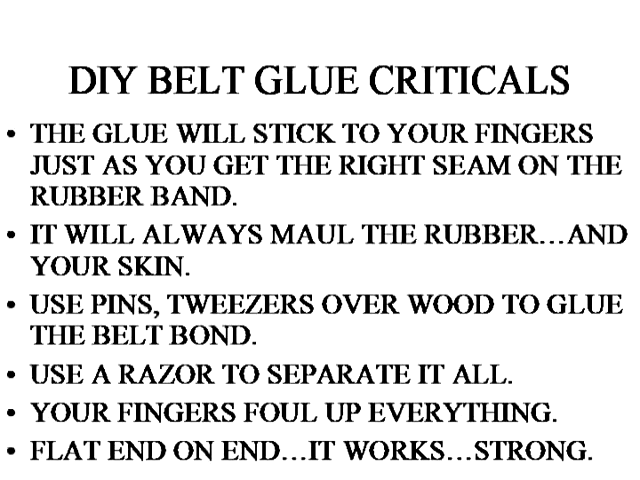 DIY BELT GLUE CRITICALS
• THE GLUE WILL STICK TO YOUR FINGERS
JUST AS YOU GET THE RIGHT SEAM ON THE
RUBBER BAND.
• IT WILL ALWAYS MAUL THE RUBBER…AND
YOUR SKIN.
• USE PINS, TWEEZERS OVER WOOD TO GLUE
THE BELT BOND.
• USE A RAZOR TO SEPARATE IT ALL.
• YOUR FINGERS FOUL UP EVERYTHING.
• FLAT END ON END…IT WORKS…STRONG.